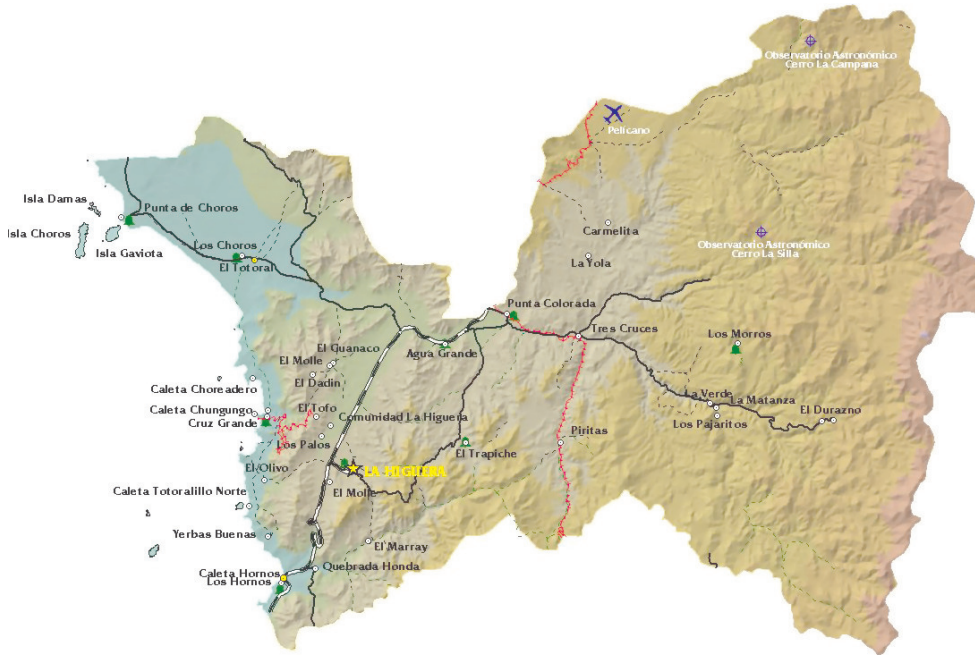 Observatorio Astronómico
Cerro La Campana
Pelícano
Isla Damas
Punta de Choros
Isla Choros
Isla Gaviota
Carmelita
Observatorio Astronómico
Cerro La Silla
Los Choros
El Totoral
La Yola
Punta Colorada
Tres Cruces
Los Morros
Agua Grande
El Guanaco
El Molle
El Dadin
Caleta Choreadero
La Verde
La Matanza
Caleta Chungungo
El Tofo
Comunidad La Higuera
Cruz Grande
Los Pajaritos
El Durazno
Los Palos
Piritas
El Trapiche
El Olivo
LA HIGUERA
El Molle
Caleta Totoralillo Norte
Yerbas Buenas
El Marray
Quebrada Honda
Caleta Hornos
Los Hornos